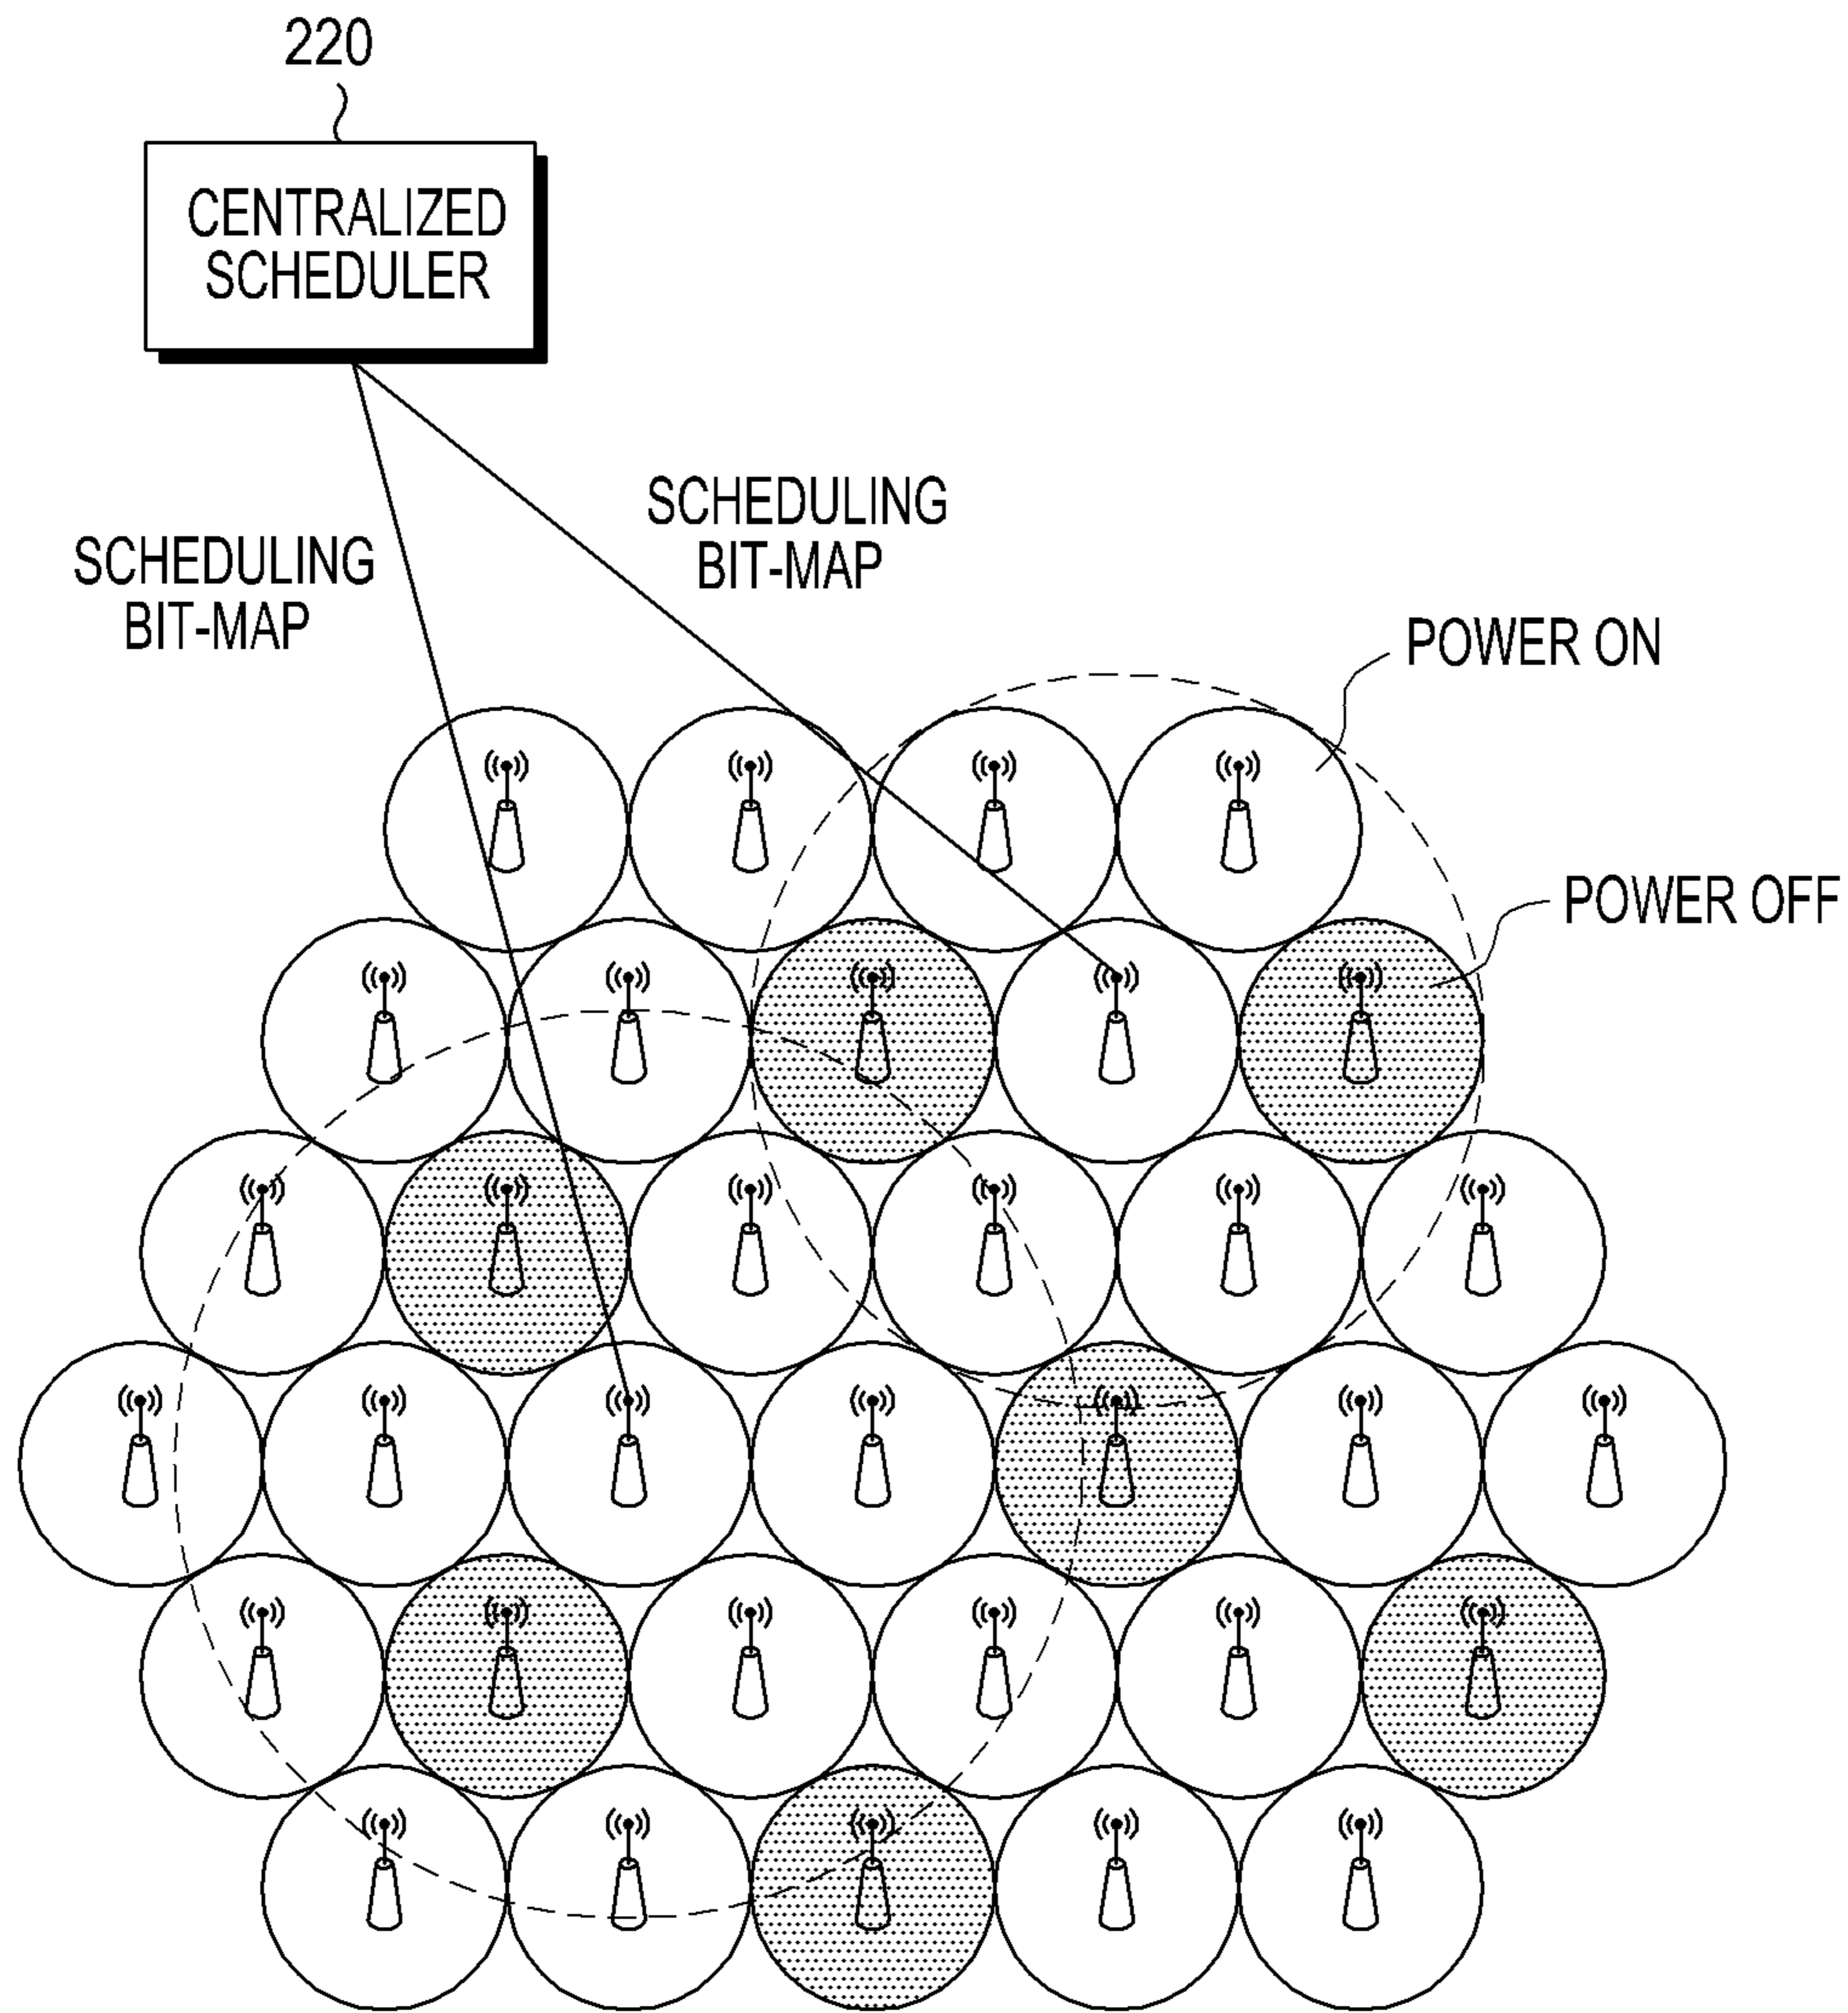 220
CENTRALIZED
SCHEDULER
SCHEDULING
BIT-MAP
SCHEDULING
BIT-MAP
POWER ON
POWER OFF